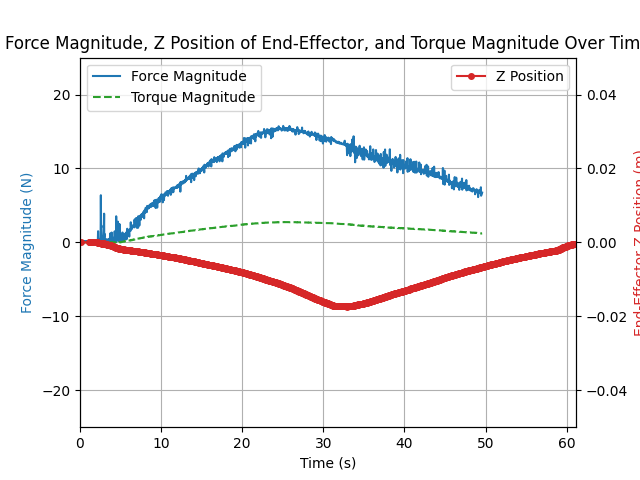 Force Magnitude, Z Position of End-Effector, and Torque Magnitude Over Tim
Force Magnitude
Torque Magnitude
Z Position
20
10
0
−10
−20
Force Magnitude (N)
0.04
0.02
0.00
−0.02
−0.04
End-Effector Z Position (m)
0
10
20
30
40
50
60
Time (s)